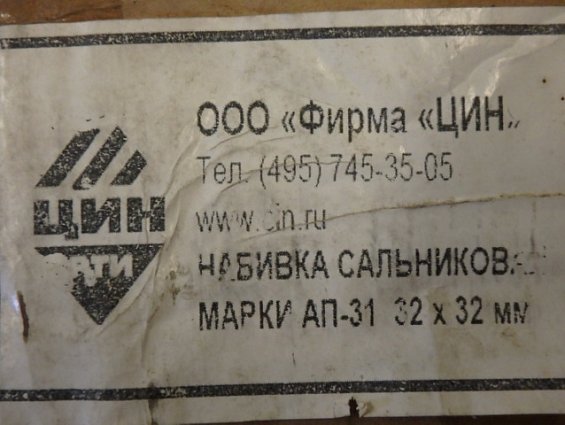 ООО «Фирма «ЦИН»
Тел. (495) 745-35-05
www.cin.ru
ЦИН
НАБИВКА САЛЬНИКОВ
МАРКИ АП-31 32 х 32 мм